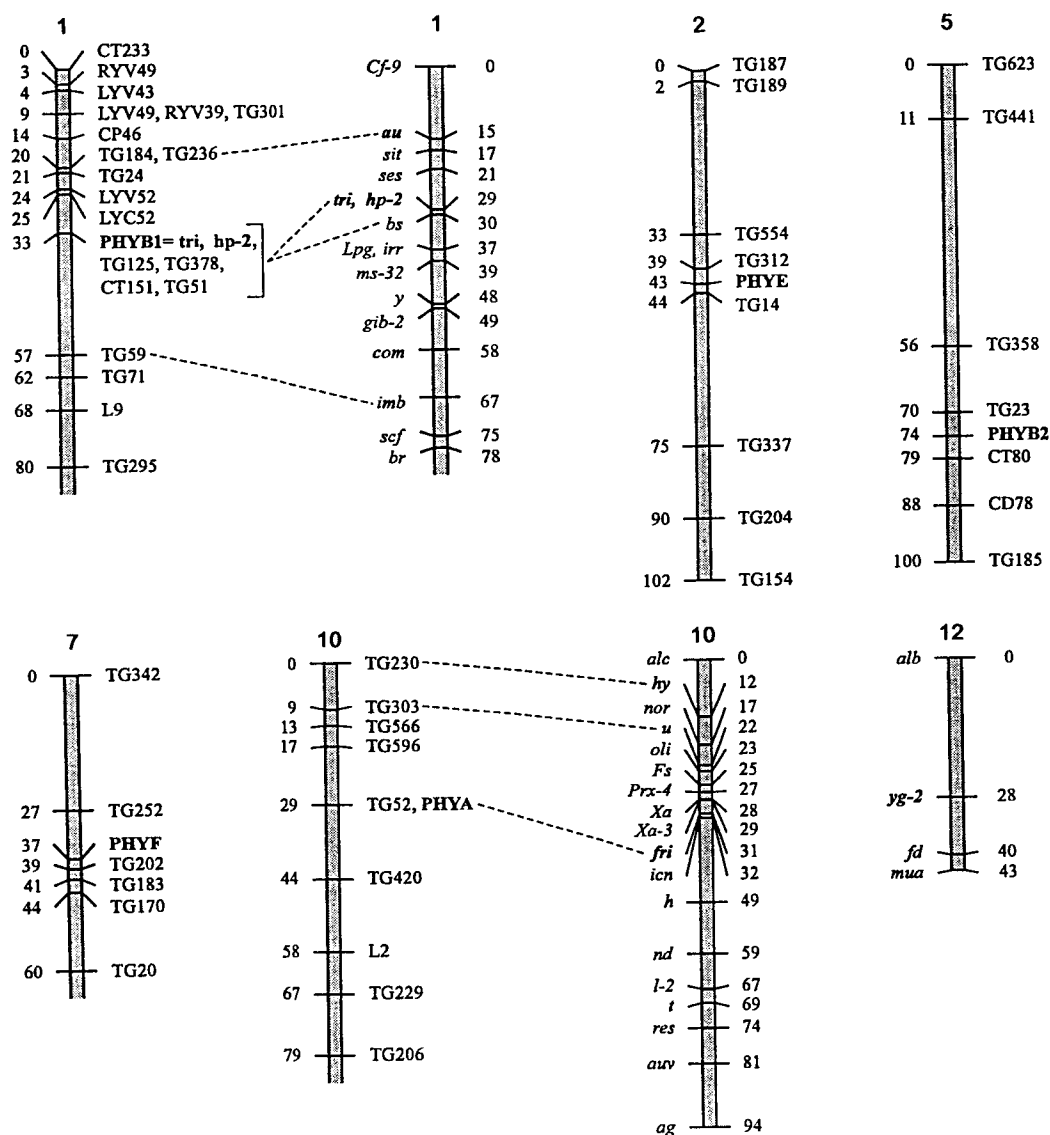 1
0 CT233
3 RYV49
4 LYV43
9 LYV49, RYV39, TG301
14 CP46
20 TG184, TG236
21 TG24
24 LYV52
25 LYC52
33 PHYB1= tri, hp-2,
TG125, TG378,
CT151, TG51
57 TG59
62 TG71
68 L9
80 TG295
1
Cf-9 0
au 15
sit 17
ses 21
tri, hp-2 29
bs 30
Lpg, irr 37
ms-32 39
y 48
gib-2 49
com 58
imb 67
scf 75
br 78
2
0 TG187
2 TG189
33 TG554
39 TG312
43 PHYE
44 TG14
75 TG337
90 TG204
102 TG154
5
0 TG623
11 TG441
56 TG358
70 TG23
74 PHYB2
79 CT80
88 CD78
100 TG185
7
0 TG342
27 TG252
37 PHYF
39 TG202
41 TG183
44 TG170
60 TG20
10
0 TG230
9 TG303
13 TG566
17 TG596
29 TG52, PHYA
44 TG420
58 L2
67 TG229
79 TG206
10
alc 0
hy 12
nor 17
u 22
oli 23
Fs 25
Prx-4 27
Xa 28
Xa-3 29
fri 31
icn 32
h 49
nd 59
l-2 67
t 69
res 74
auv 81
ag 94
12
alb 0
yg-2 28
fd 40
mua 43